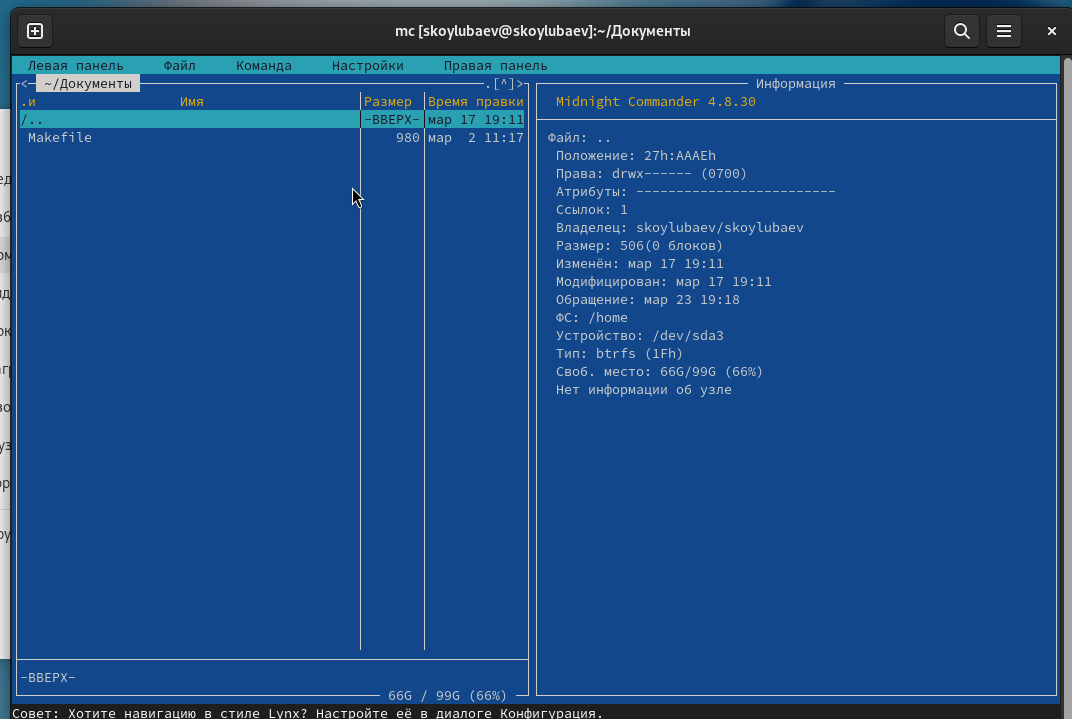 mc [skoylubaev@skoylubaev]:~/Документы
Левая панель Файл Команда Настройки Правая панель
<─ ~/Документы .[^]>
.и Имя Размер Время правки
/.. -ВВЕРХ- мар 17 19:11
Makefile 980 мар  2 11:17
-ВВЕРХ-
66G / 99G (66%)
Информация
Midnight Commander 4.8.30
Файл: ..
Положение: 27h:AAAEh
Права: drwx------ (0700)
Атрибуты: -------------------------
Ссылок: 1
Владелец: skoylubaev/skoylubaev
Размер: 506(0 блоков)
Изменён: мар 17 19:11
Модифицирован: мар 17 19:11
Обращение: мар 23 19:18
ФС: /home
Устройство: /dev/sda3
Тип: btrfs (1Fh)
Своб. место: 66G/99G (66%)
Нет информации об узле
Совет: Хотите навигацию в стиле Lynx? Настройте её в диалоге Конфигурация.